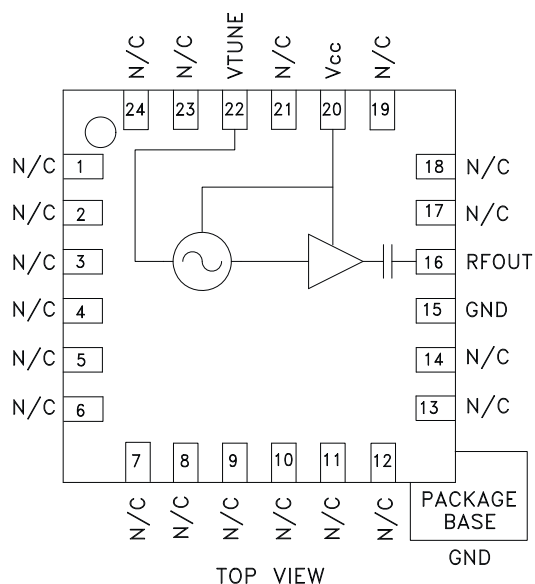 N/C
N/C
VTUNE
N/C
Vcc
N/C
24
23
22
21
20
19
N/C 1
18 N/C
N/C 2
17 N/C
N/C 3
16 RFOUT
N/C 4
15 GND
N/C 5
14 N/C
N/C 6
13 N/C
7
8
9
10
11
12
N/C
N/C
N/C
N/C
N/C
N/C
PACKAGE
BASE
GND
TOP VIEW